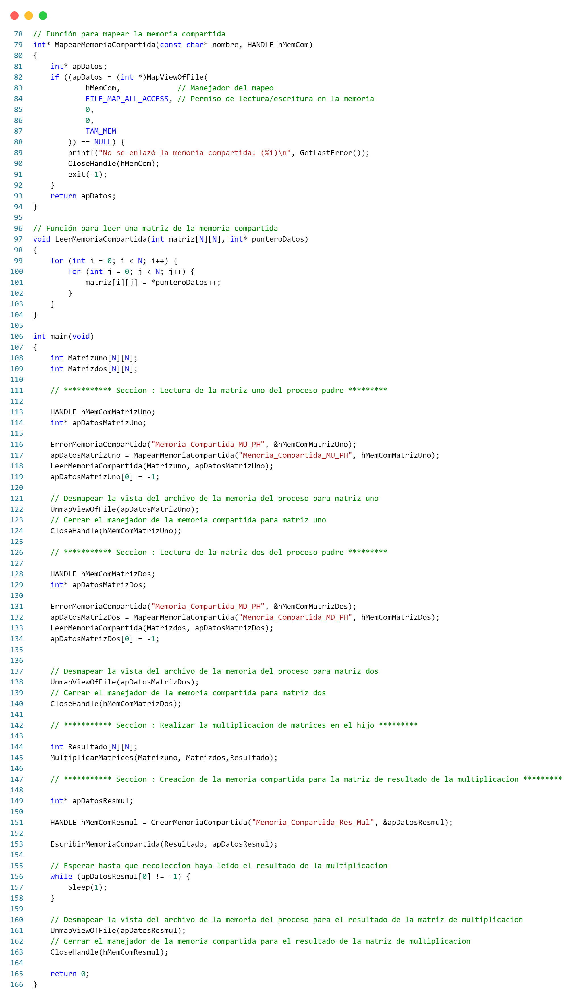 78 // Función para mapear la memoria compartida
79 int* MapearMemoriaCompartida(const char* nombre, HANDLE hMemCom)
80 {
81     int* apDatos;
82     if ((apDatos = (int *)MapViewOfFile(
83             hMemCom,             // Manejador del mapeo
84             FILE_MAP_ALL_ACCESS, // Permiso de lectura/escritura en la memoria
85             0,
86             0,
87             TAM_MEM
88         )) == NULL) {
89         printf("No se enlazó la memoria compartida: (%i)\n", GetLastError());
90         CloseHandle(hMemCom);
91         exit(-1);
92     }
93     return apDatos;
94 }
95
96 // Función para leer una matriz de la memoria compartida
97 void LeerMemoriaCompartida(int matriz[N][N], int* punteroDatos)
98 {
99     for (int i = 0; i < N; i++) {
100         for (int j = 0; j < N; j++) {
101             matriz[i][j] = *punteroDatos++;
102         }
103     }
104 }
105
106 int main(void)
107 {
108     int Matrizuno[N][N];
109     int Matrizdos[N][N];
110
111     // *********** Seccion : Lectura de la matriz uno del proceso padre *********
112
113     HANDLE hMemComMatrizUno;
114     int* apDatosMatrizUno;
115
116     ErrorMemoriaCompartida("Memoria_Compartida_MU_PH", &hMemComMatrizUno);
117     apDatosMatrizUno = MapearMemoriaCompartida("Memoria_Compartida_MU_PH", hMemComMatrizUno);
118     LeerMemoriaCompartida(Matrizuno, apDatosMatrizUno);
119     apDatosMatrizUno[0] = -1;
120
121     // Desmapear la vista del archivo de la memoria del proceso para matriz uno
122     UnmapViewOfFile(apDatosMatrizUno);
123     // Cerrar el manejador de la memoria compartida para matriz uno
124     CloseHandle(hMemComMatrizUno);
125
126     // *********** Seccion : Lectura de la matriz dos del proceso padre *********
127
128     HANDLE hMemComMatrizDos;
129     int* apDatosMatrizDos;
130
131     ErrorMemoriaCompartida("Memoria_Compartida_MD_PH", &hMemComMatrizDos);
132     apDatosMatrizDos = MapearMemoriaCompartida("Memoria_Compartida_MD_PH", hMemComMatrizDos);
133     LeerMemoriaCompartida(Matrizdos, apDatosMatrizDos);
134     apDatosMatrizDos[0] = -1;
135
136
137     // Desmapear la vista del archivo de la memoria del proceso para matriz dos
138     UnmapViewOfFile(apDatosMatrizDos);
139     // Cerrar el manejador de la memoria compartida para matriz dos
140     CloseHandle(hMemComMatrizDos);
141
142     // *********** Seccion : Realizar la multiplicacion de matrices en el hijo *********
143
144     int Resultado[N][N];
145     MultiplicarMatrices(Matrizuno, Matrizdos,Resultado);
146
147     // *********** Seccion : Creacion de la memoria compartida para la matriz de resultado de la multiplicacion *********
148
149     int* apDatosResmul;
150
151     HANDLE hMemComResmul = CrearMemoriaCompartida("Memoria_Compartida_Res_Mul", &apDatosResmul);
152
153     EscribirMemoriaCompartida(Resultado, apDatosResmul);
154
155     // Esperar hasta que recoleccion haya leído el resultado de la multiplicacion
156     while (apDatosResmul[0] != -1) {
157         Sleep(1);
158     }
159
160     // Desmapear la vista del archivo de la memoria del proceso para el resultado de la matriz de multiplicacion
161     UnmapViewOfFile(apDatosResmul);
162     // Cerrar el manejador de la memoria compartida para el resultado de la matriz de multiplicacion
163     CloseHandle(hMemComResmul);
164
165     return 0;
166 }